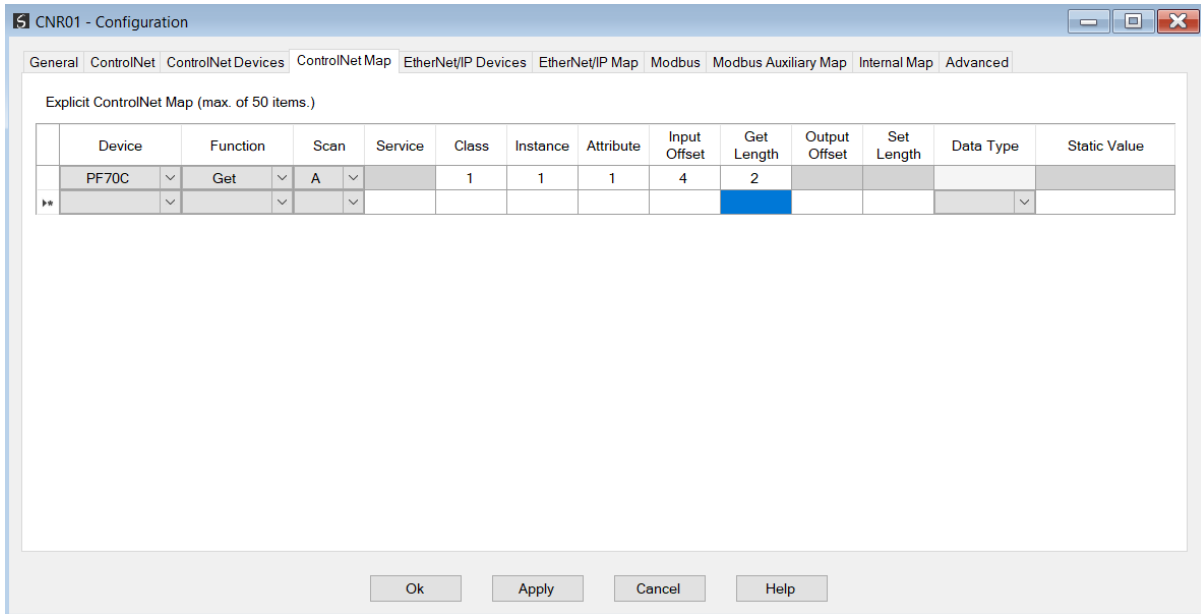 CNR01 - Configuration
General ControlNet ControlNet Devices ControlNet Map EtherNet/IP Devices EtherNet/IP Map Modbus Modbus Auxiliary Map Internal Map Advanced
Explicit ControlNet Map (max. of 50 items.)
Device Function Scan Service Class Instance Attribute Input Offset Get Length Output Offset Set Length Data Type Static Value
PF70C Get A 1 1 1 4 2
Ok Apply Cancel Help